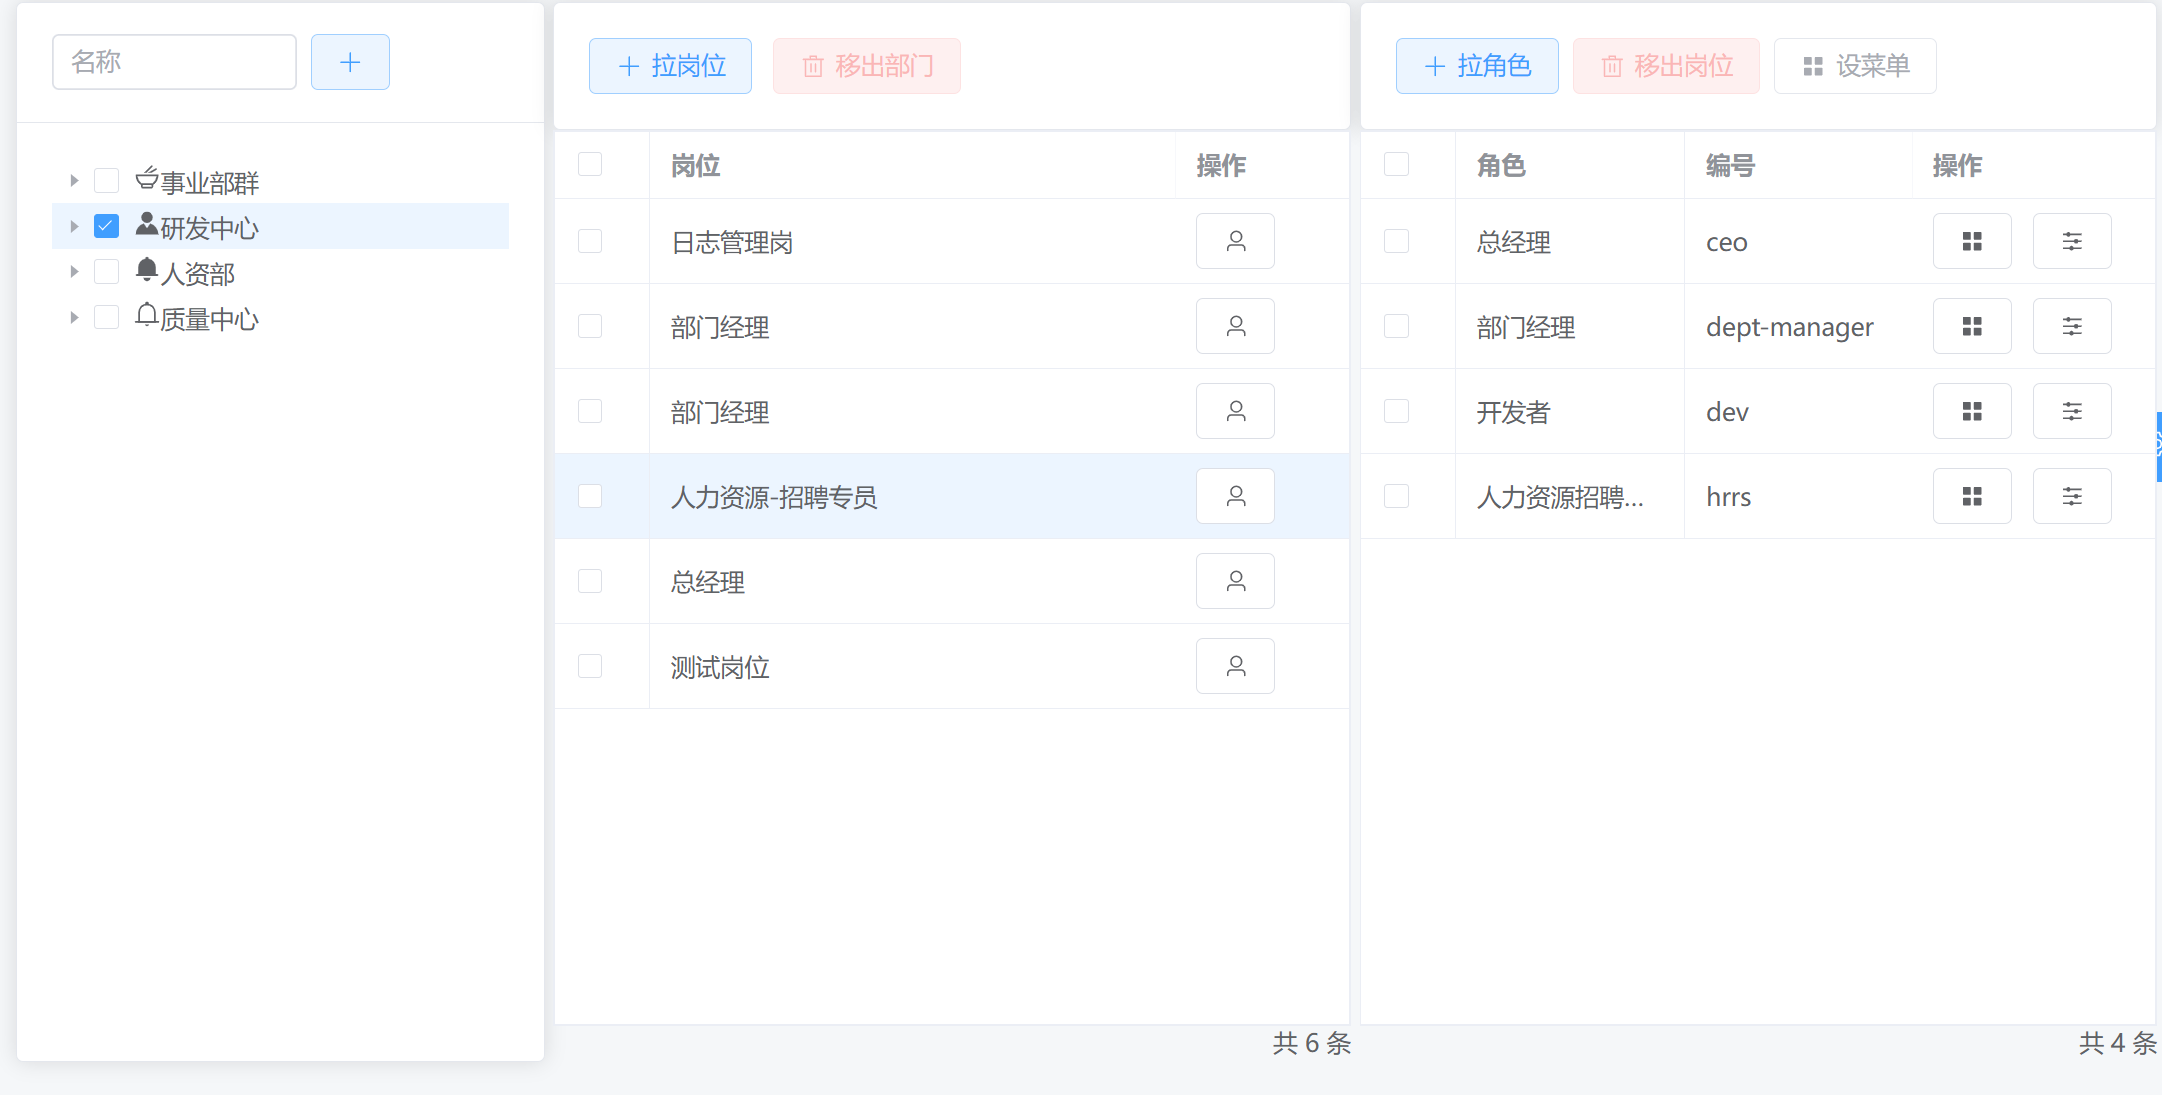 名称
事业部群
研发中心
人资部
质量中心
拉岗位 移出部门
岗位 操作
日志管理岗
部门经理
部门经理
人力资源-招聘专员
总经理
测试岗位
共 6 条
拉角色 移出岗位 设菜单
角色 编号 操作
总经理 ceo
部门经理 dept-manager
开发者 dev
人力资源招聘... hrrs
共 4 条